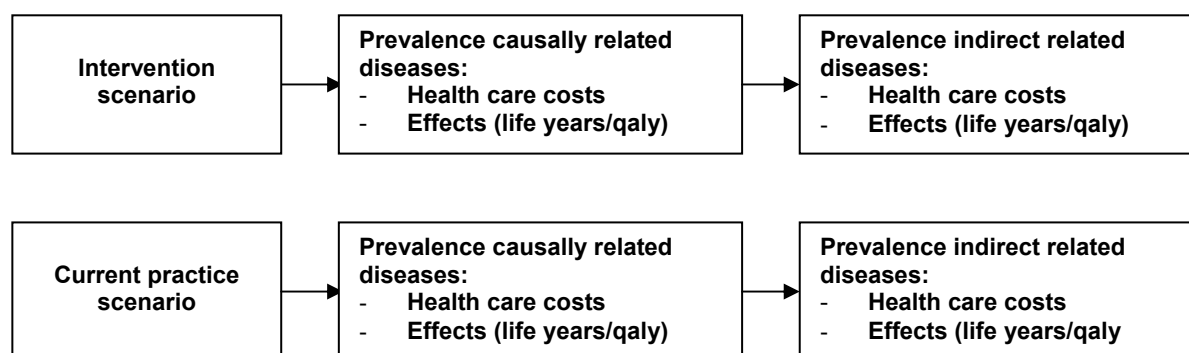 Intervention
scenario
Prevalence causally related
diseases:
- Health care costs
- Effects (life years/qaly)
Prevalence indirect related
diseases:
- Health care costs
- Effects (life years/qaly)
Current practice
scenario
Prevalence causally related
diseases:
- Health care costs
- Effects (life years/qaly)
Prevalence indirect related
diseases:
- Health care costs
- Effects (life years/qaly